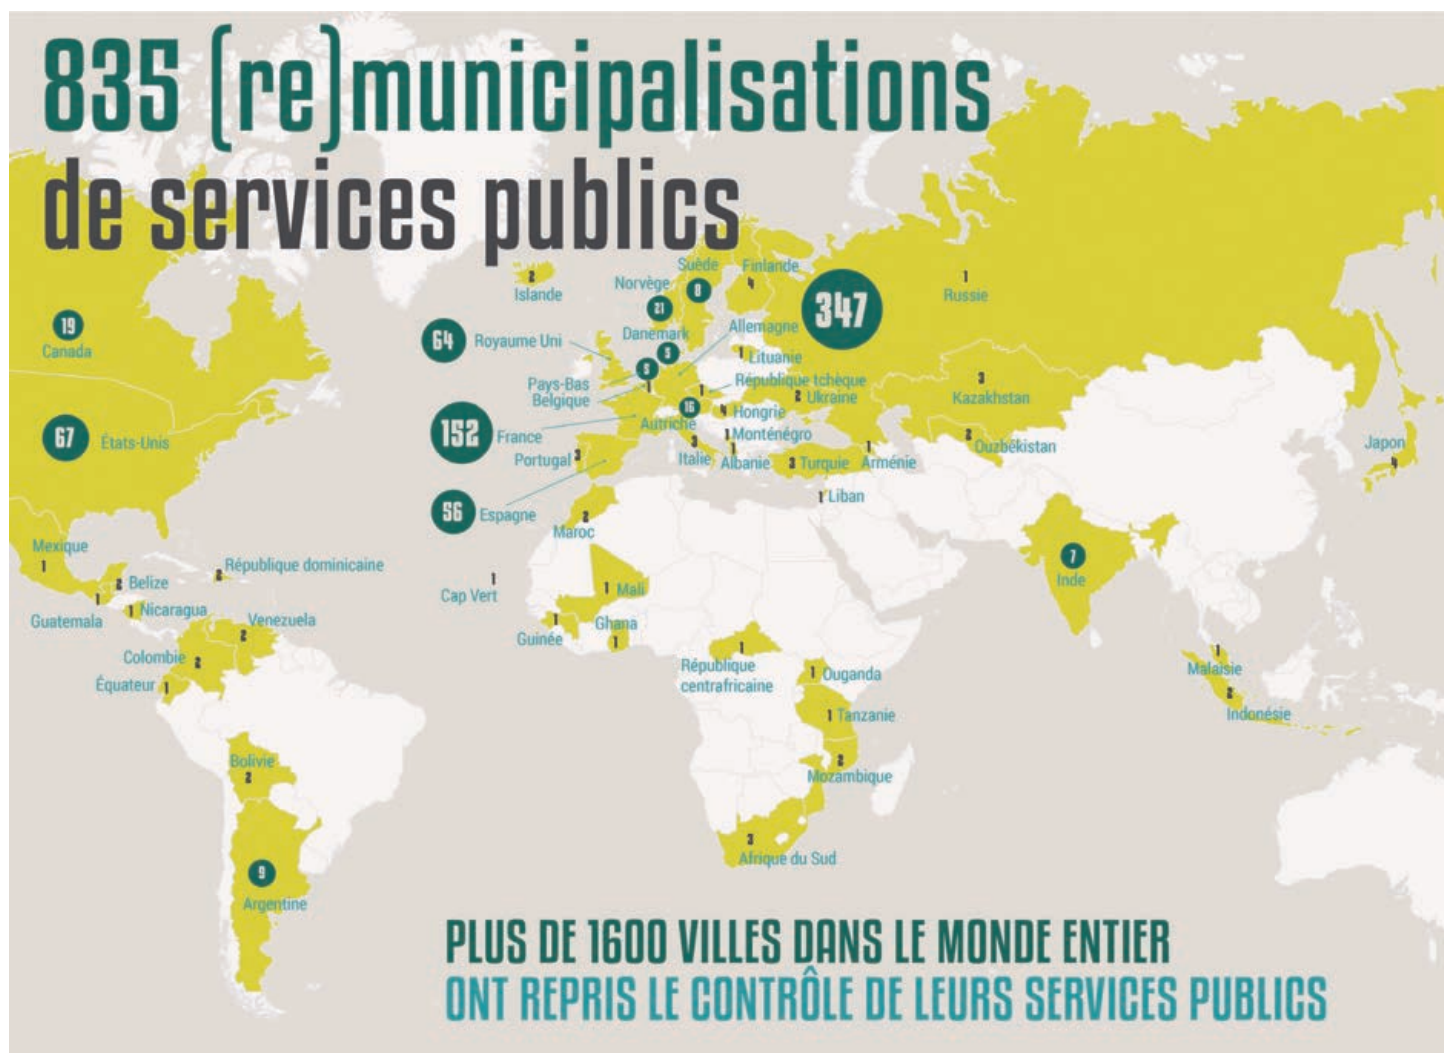 835 (re)municipalisations
de services publics
Suède
8
Finlande
4
347
Allemagne
1
Russie
2
Islande
Norvège
21
19
Canada
64
Royaume Uni
Danemark
3
1
Lituanie
5
Pays-Bas
1
Belgique
1
République tchèque
2
Ukraine
3
Kazakhstan
67
États-Unis
152
France
16
Autriche
4
Hongrie
1
Monténégro
3
Italie
1
Albanie
3
Turquie
1
Arménie
2
Ouzbékistan
Japon
4
Portugal
3
56
Espagne
1
Liban
2
Maroc
Mexique
1
2
Belize
2
République dominicaine
1
Cap Vert
1
Mali
7
Inde
1
Guatemala
1
Nicaragua
Venezuela
2
1
Guinée
Ghana
1
Colombie
2
Équateur
1
1
République
centrafricaine
1
Ouganda
1
Malaisie
2
Indonésie
1
Tanzanie
2
Mozambique
Bolivie
2
3
Afrique du Sud
9
Argentine
PLUS DE 1600 VILLES DANS LE MONDE ENTIER
ONT REPRIS LE CONTRÔLE DE LEURS SERVICES PUBLICS